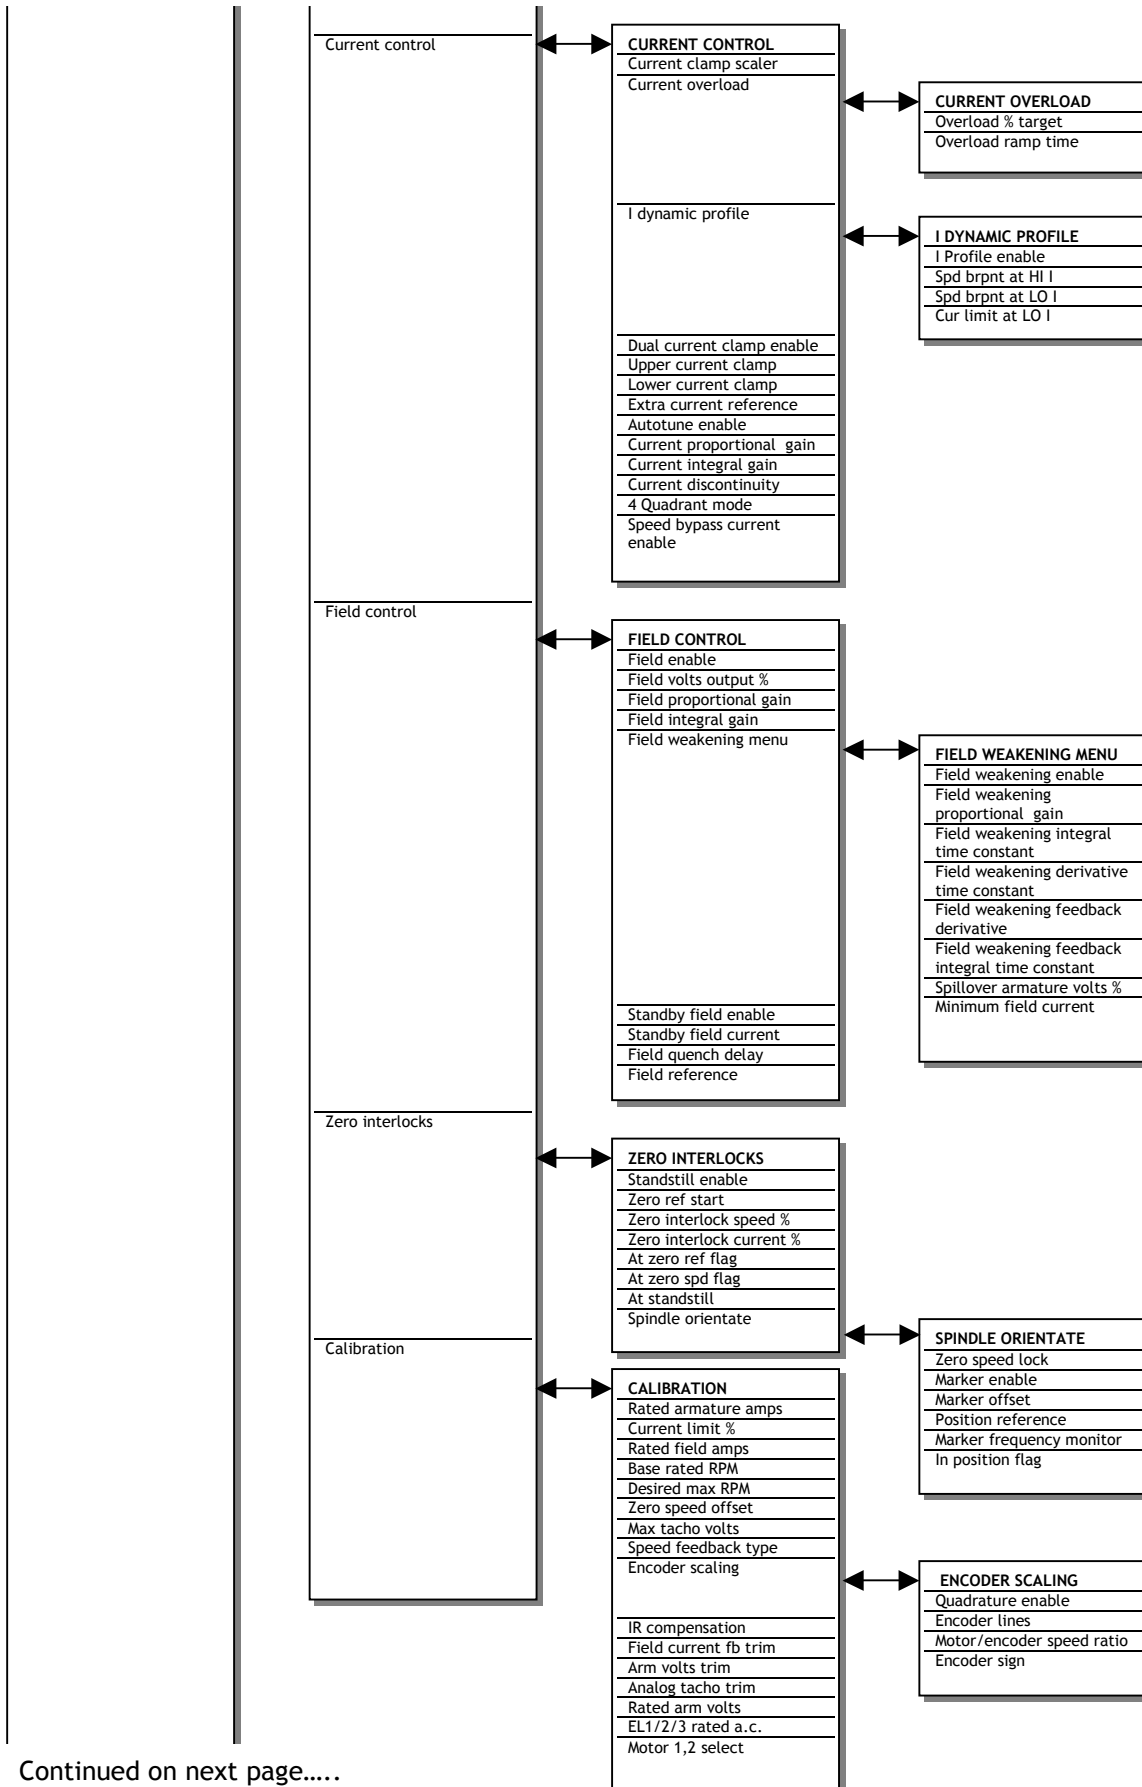 Current control
CURRENT CONTROL
Current clamp scaler
Current overload
CURRENT OVERLOAD
Overload % target
Overload ramp time
I dynamic profile
I DYNAMIC PROFILE
I Profile enable
Spd brpnt at HI I
Spd brpnt at LO I
Cur limit at LO I
Dual current clamp enable
Upper current clamp
Lower current clamp
Extra current reference
Autotune enable
Current proportional  gain
Current integral gain
Current discontinuity
4 Quadrant mode
Speed bypass current
enable
Field control
FIELD CONTROL
Field enable
Field volts output %
Field proportional gain
Field integral gain
Field weakening menu
FIELD WEAKENING MENU
Field weakening enable
Field weakening
proportional  gain
Field weakening integral
time constant
Field weakening derivative
time constant
Field weakening feedback
derivative
Field weakening feedback
integral time constant
Spillover armature volts %
Minimum field current
Standby field enable
Standby field current
Field quench delay
Field reference
Zero interlocks
ZERO INTERLOCKS
Standstill enable
Zero ref start
Zero interlock speed %
Zero interlock current %
At zero ref flag
At zero spd flag
At standstill
Spindle orientate
SPINDLE ORIENTATE
Zero speed lock
Marker enable
Marker offset
Position reference
Marker frequency monitor
In position flag
Calibration
CALIBRATION
Rated armature amps
Current limit %
Rated field amps
Base rated RPM
Desired max RPM
Zero speed offset
Max tacho volts
Speed feedback type
Encoder scaling
ENCODER SCALING
Quadrature enable
Encoder lines
Motor/encoder speed ratio
Encoder sign
IR compensation
Field current fb trim
Arm volts trim
Analog tacho trim
Rated arm volts
EL1/2/3 rated a.c.
Motor 1,2 select
Continued on next page…..